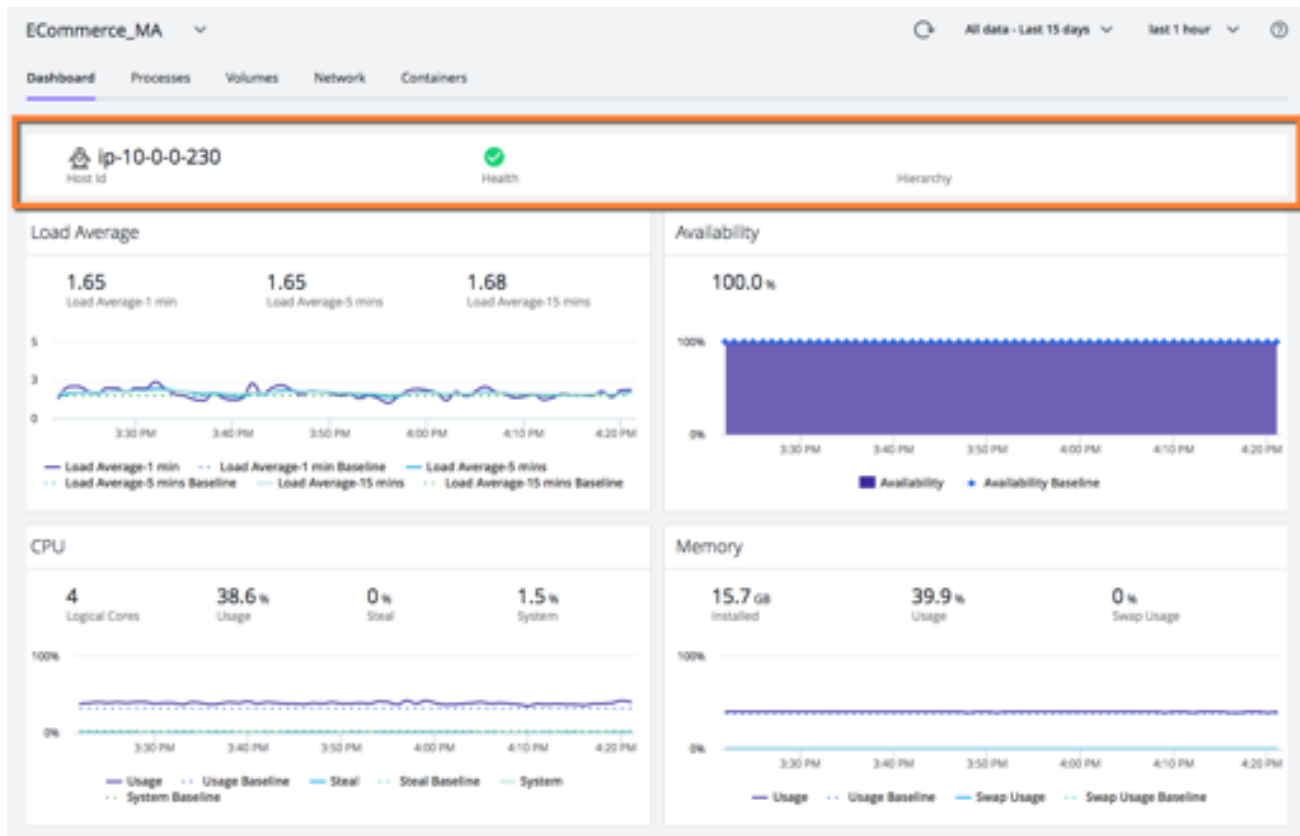 ECommerce_MA All data - Last 15 days last 1 hour ?
Dashboard Processes Volumes Network Containers
ip-10-0-0-230
Host Id Health Hierarchy
Load Average
1.65 1.65 1.68
Load Average-1 min Load Average-5 mins Load Average-15 mins
5
3
0
3:30 PM 3:40 PM 3:50 PM 4:00 PM 4:10 PM 4:20 PM
Load Average-1 min Load Average-1 min Baseline Load Average-5 mins
Load Average-5 mins Baseline Load Average-15 mins Load Average-15 mins Baseline
Availability
100.0 %
100%
0%
3:30 PM 3:40 PM 3:50 PM 4:00 PM 4:10 PM 4:20 PM
Availability Availability Baseline
CPU
4 38.6 % 0 % 1.5 %
Logical Cores Usage Steal System
100%
0%
3:30 PM 3:40 PM 3:50 PM 4:00 PM 4:10 PM 4:20 PM
Usage Usage Baseline Steal Steal Baseline System
System Baseline
Memory
15.7 GB 39.9 % 0 %
Installed Usage Swap Usage
100%
0%
3:30 PM 3:40 PM 3:50 PM 4:00 PM 4:10 PM 4:20 PM
Usage Usage Baseline Swap Usage Swap Usage Baseline